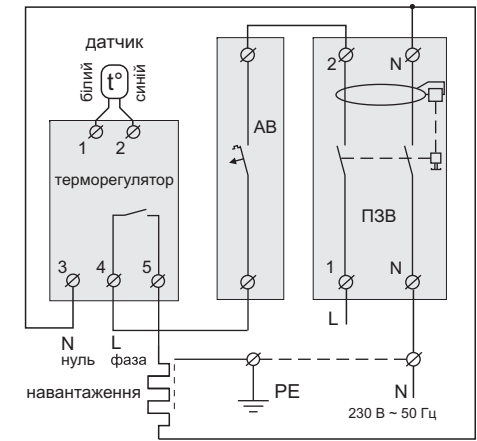 датчик
білий
t°
синій
1
2
терморегулятор
3
4
5
N
нуль
L
фаза
навантаження
АВ
2
N
ПЗВ
1
N
L
PE
N
230 В ~ 50 Гц